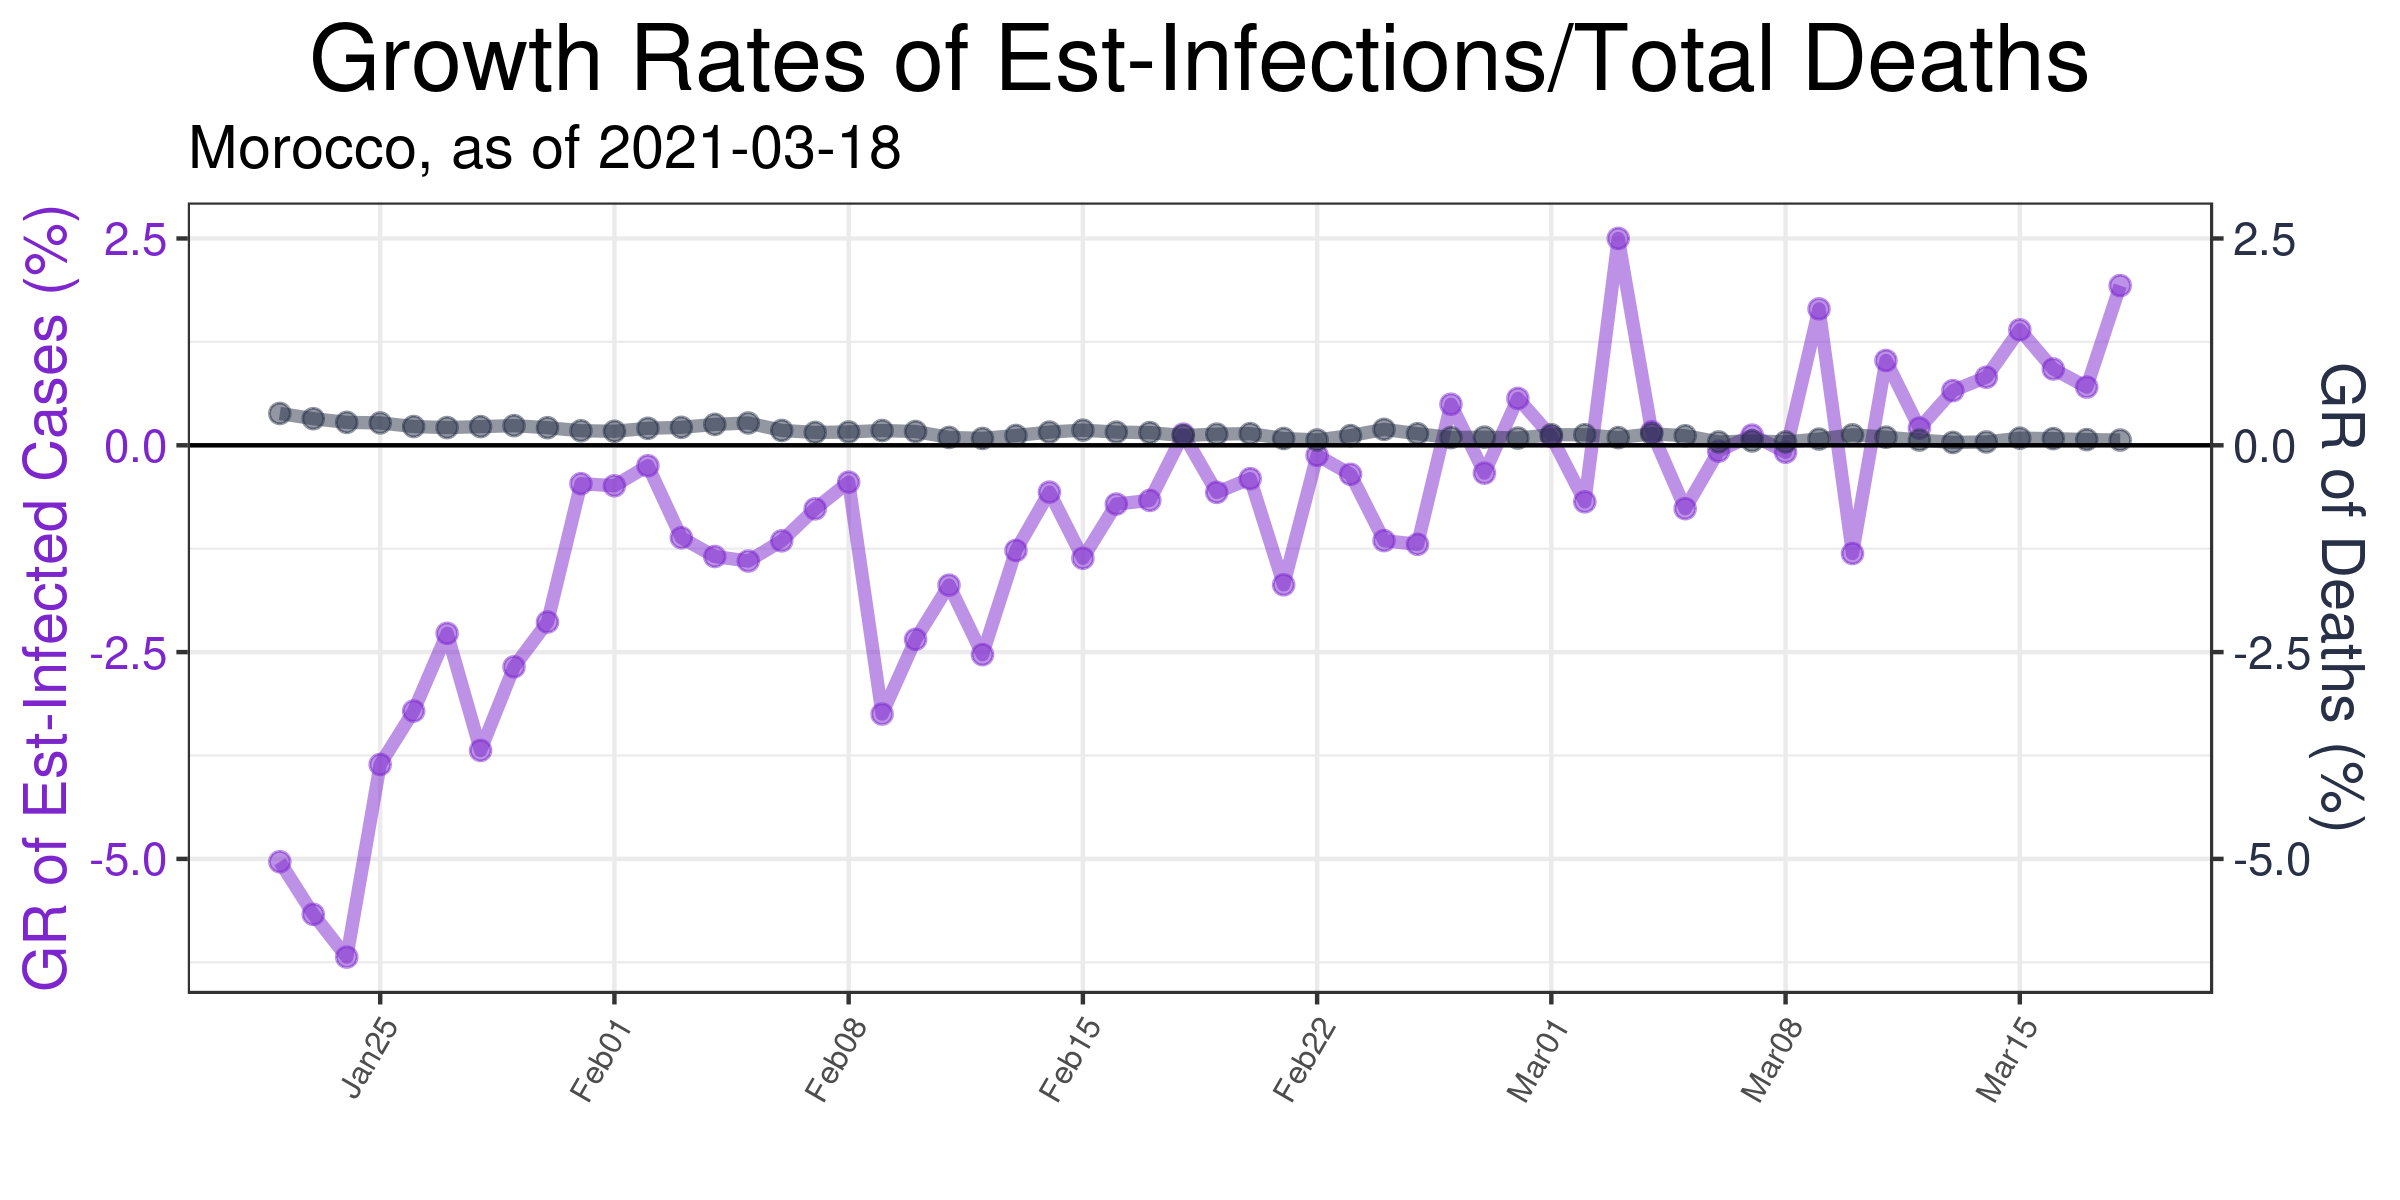 Growth Rates of Est-Infections/Total Deaths
Morocco, as of 2021-03-18
GR of Est-Infected Cases (%)
2.5
0.0
-2.5
-5.0
2.5
0.0
-2.5
-5.0
GR of Deaths (%)
Jan25
Feb01
Feb08
Feb15
Feb22
Mar01
Mar08
Mar15